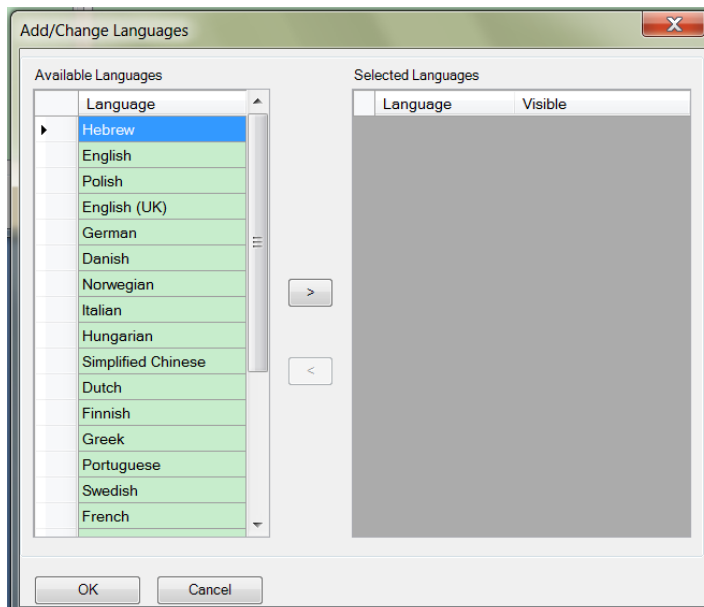 Add/Change Languages
X
Available Languages
Language
Hebrew
English
Polish
English (UK)
German
Danish
Norwegian
Italian
Hungarian
Simplified Chinese
Dutch
Finnish
Greek
Portuguese
Swedish
French
>
<
Selected Languages
Language Visible
OK Cancel